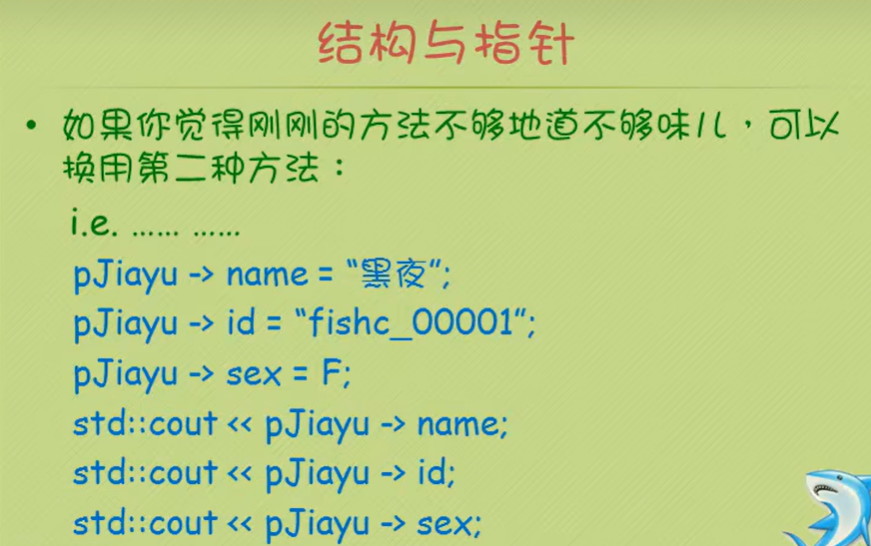 结构与指针
• 如果你觉得刚刚的方法不够地道不够味儿，可以
换用第二种方法：
i.e. …… ……
pJiayu -> name = “黑夜”;
pJiayu -> id = “fishc_00001”;
pJiayu -> sex = F;
std::cout << pJiayu -> name;
std::cout << pJiayu -> id;
std::cout << pJiayu -> sex;